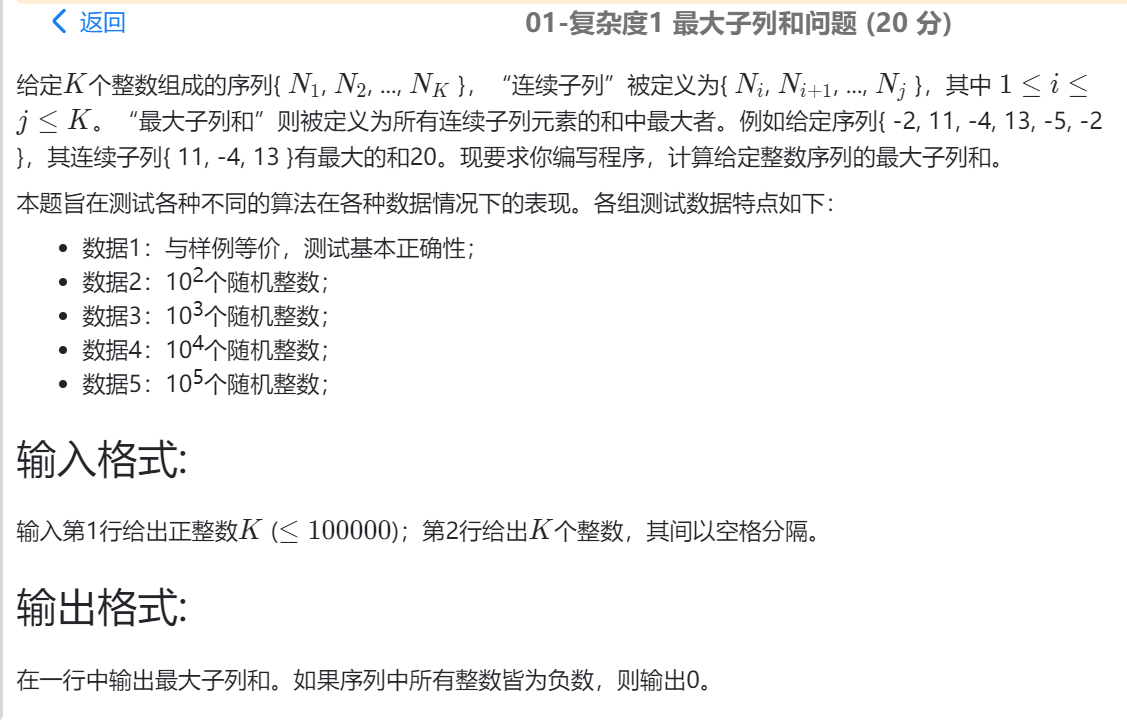 返回
01-复杂度1 最大子列和问题 (20 分)
给定K个整数组成的序列{ N₁, N₂, ..., N_K }，“连续子列”被定义为{ N_i, N_{i+1}, ..., N_j }，其中 1 ≤ i ≤
j ≤ K。“最大子列和”则被定义为所有连续子列元素的和中最大者。例如给定序列{ -2, 11, -4, 13, -5, -2
}，其连续子列{ 11, -4, 13 }有最大的和20。现要求你编写程序，计算给定整数序列的最大子列和。
本题旨在测试各种不同的算法在各种数据情况下的表现。各组测试数据特点如下：
• 数据1：与样例等价，测试基本正确性；
• 数据2：10²个随机整数；
• 数据3：10³个随机整数；
• 数据4：10⁴个随机整数；
• 数据5：10⁵个随机整数；
输入格式:
输入第1行给出正整数K (≤ 100000)；第2行给出K个整数，其间以空格分隔。
输出格式:
在一行中输出最大子列和。如果序列中所有整数皆为负数，则输出0。